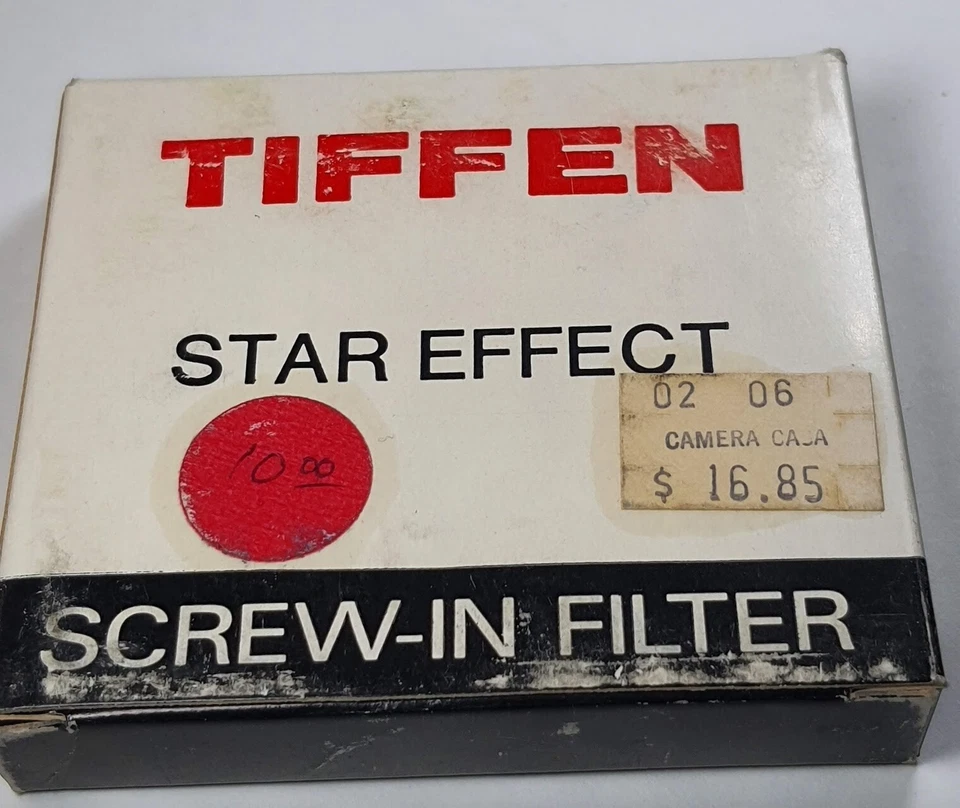 TIFFEN
STAR EFFECT
02 06
CAMERA
$ 16.85
10 00
SCREW-IN FILTER